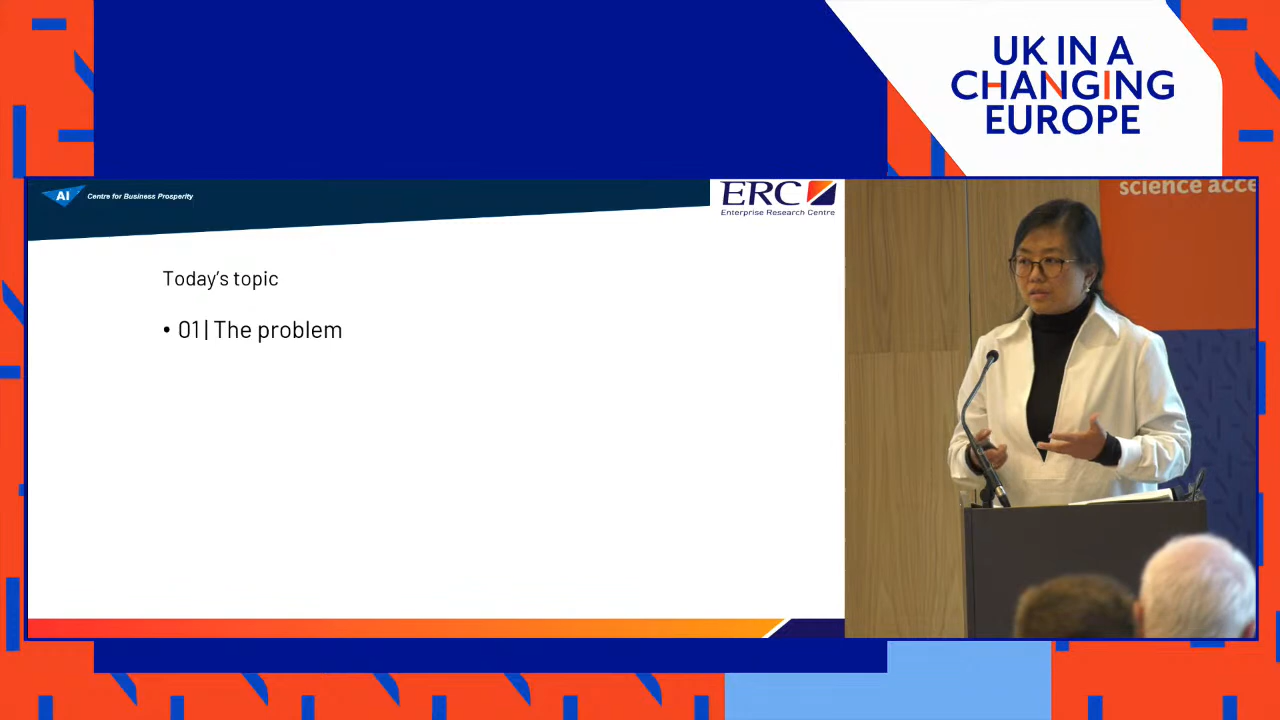 UK IN A
CHANGING
EUROPE
AI
Centre for Business Prosperity
ERC
Enterprise Research Centre
science acce
Today's topic
• 01 | The problem